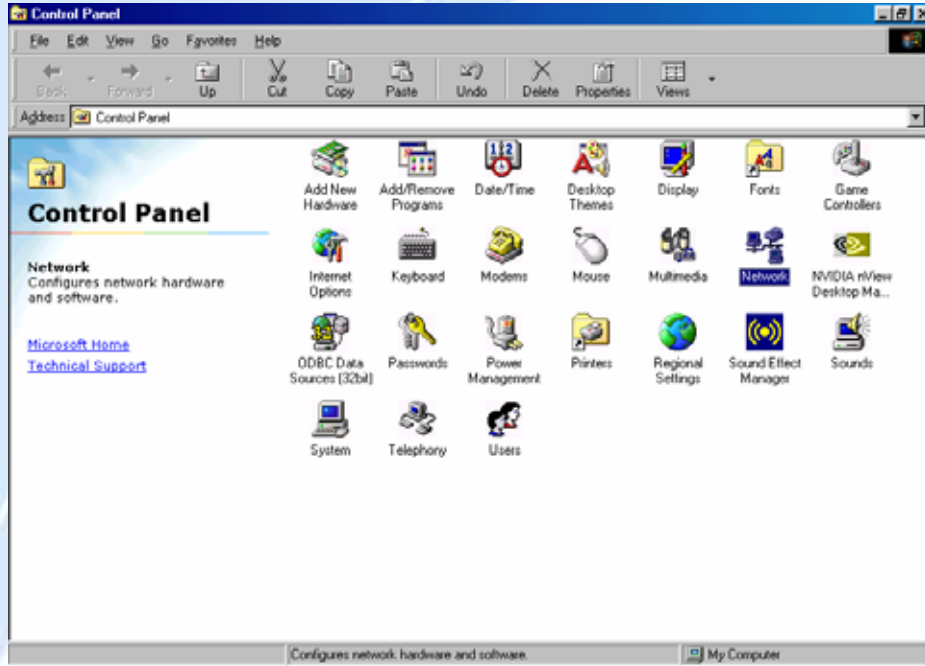 Control Panel
File Edit View Go Favorites Help
Back Forward Up Cut Copy Paste Undo Delete Properties Views
Address Control Panel
Control Panel
Network
Configures network hardware
and software.
Microsoft Home
Technical Support
Add New
Hardware
Add/Remove
Programs
12
Date/Time
Desktop
Themes
Display
Fonts
Game
Controllers
Internet
Options
Keyboard
Modems
Mouse
Multimedia
Network
NVIDIA nView
Desktop Ma...
ODBC Data
Sources (32bit)
Passwords
Power
Management
Printers
Regional
Settings
Sound Effect
Manager
Sounds
System
Telephony
Users
Configures network hardware and software.
My Computer